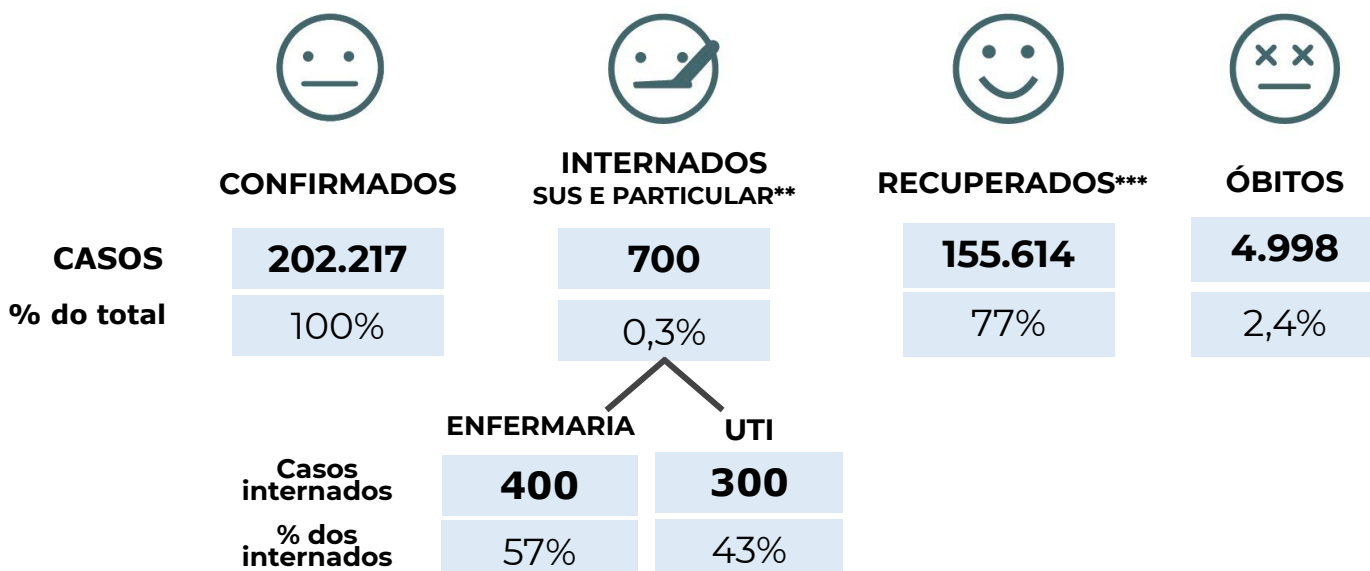 CONFIRMADOS
INTERNADOS
SUS E PARTICULAR**
RECUPERADOS***
ÓBITOS
CASOS 202.217 700 155.614 4.998
% do total 100% 0,3% 77% 2,4%
ENFERMARIA UTI
Casos
internados
400 300
% dos
internados
57% 43%